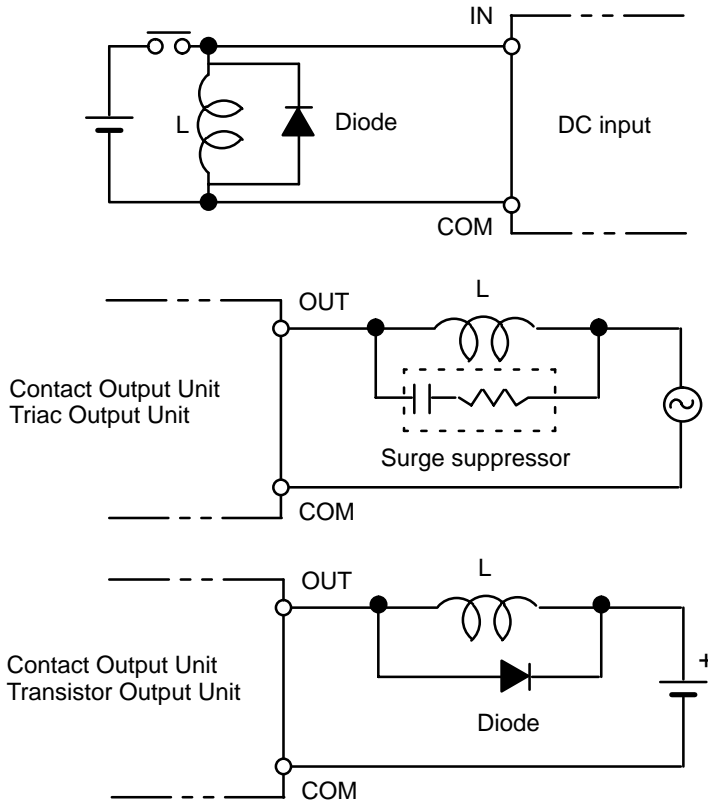 IN
L
Diode
DC input
COM
OUT
L
Contact Output Unit
Triac Output Unit
Surge suppressor
COM
OUT
L
Contact Output Unit
Transistor Output Unit
+
Diode
COM